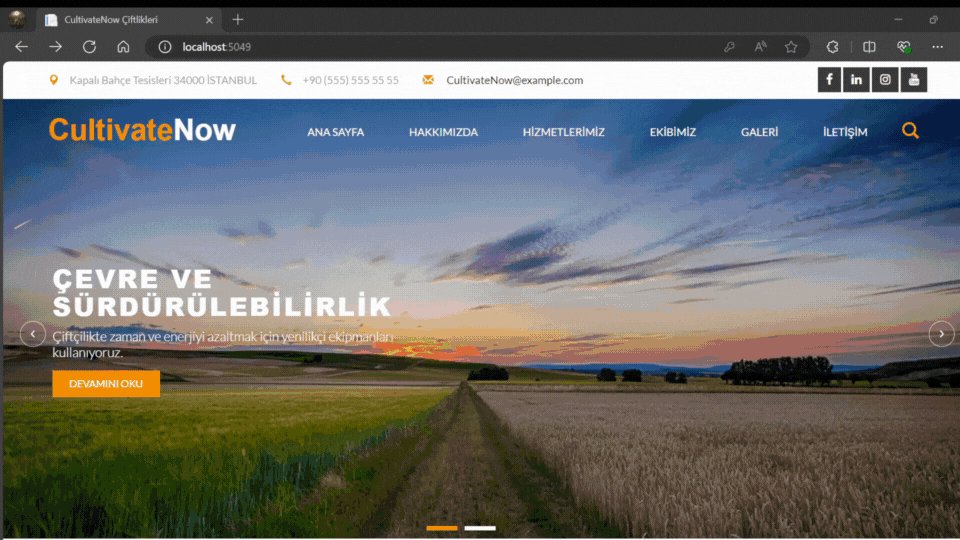 CultivateNow Çiftlikleri
localhost:5049
Kapalı Bahçe Tesisleri 34000 İSTANBUL
+90 (555) 555 55 55
CultivateNow@example.com
CultivateNow
ANA SAYFA
HAKKIMIZDA
HİZMETLERİMİZ
EKİBİMİZ
GALERİ
İLETİŞİM
ÇEVRE VE
SÜRDÜRÜLEBİLİRLİK
Çiftçilikte zaman ve enerjiyi azaltmak için yenilikçi ekipmanları
kullanıyoruz.
DEVAMINI OKU